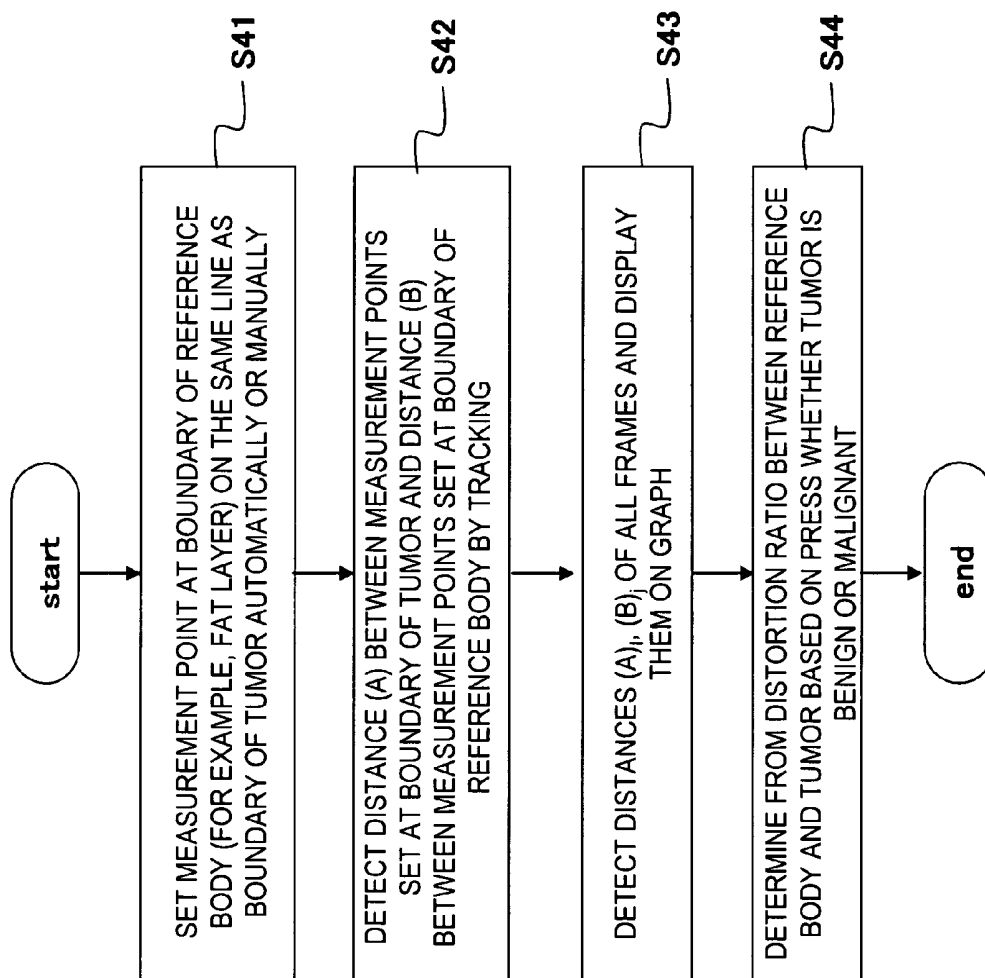 start
SET MEASUREMENT POINT AT BOUNDARY OF REFERENCE
BODY (FOR EXAMPLE, FAT LAYER) ON THE SAME LINE AS
BOUNDARY OF TUMOR AUTOMATICALLY OR MANUALLY
S41
DETECT DISTANCE (A) BETWEEN MEASUREMENT POINTS
SET AT BOUNDARY OF TUMOR AND DISTANCE (B)
BETWEEN MEASUREMENT POINTS SET AT BOUNDARY OF
REFERENCE BODY BY TRACKING
S42
DETECT DISTANCES (A)i, (B)i OF ALL FRAMES AND DISPLAY
THEM ON GRAPH
S43
DETERMINE FROM DISTORTION RATIO BETWEEN REFERENCE
BODY AND TUMOR BASED ON PRESS WHETHER TUMOR IS
BENIGN OR MALIGNANT
S44
end